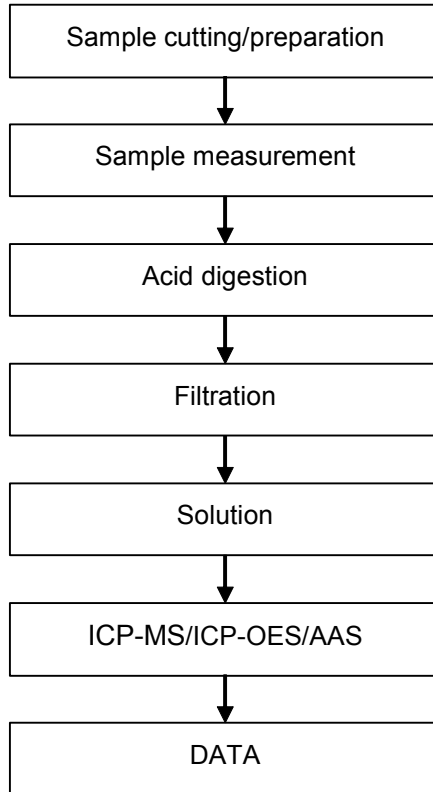 Sample cutting/preparation
Sample measurement
Acid digestion
Filtration
Solution
ICP-MS/ICP-OES/AAS
DATA